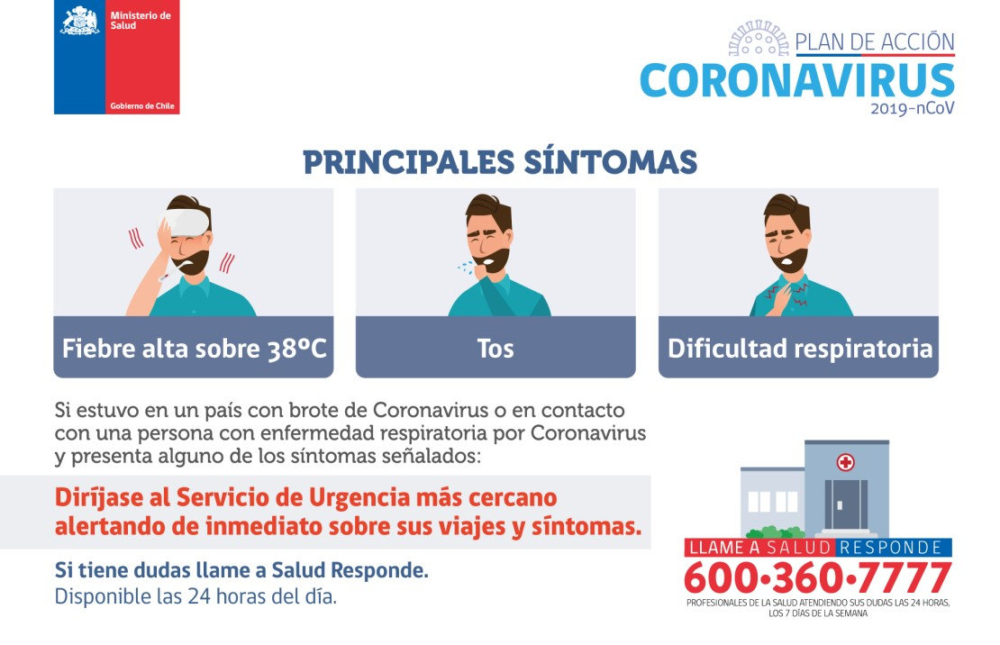 Ministerio de
Salud
Gobierno de Chile
PLAN DE ACCIÓN
CORONAVIRUS
2019-nCoV
PRINCIPALES SÍNTOMAS
Fiebre alta sobre 38ºC
Tos
Dificultad respiratoria
Si estuvo en un país con brote de Coronavirus o en contacto
con una persona con enfermedad respiratoria por Coronavirus
y presenta alguno de los síntomas señalados:
Diríjase al Servicio de Urgencia más cercano
alertando de inmediato sobre sus viajes y síntomas.
Si tiene dudas llame a Salud Responde.
Disponible las 24 horas del día.
LLAME A SALUD RESPONDE
600·360·7777
PROFESIONALES DE LA SALUD ATENDIENDO SUS DUDAS LAS 24 HORAS,
LOS 7 DÍAS DE LA SEMANA